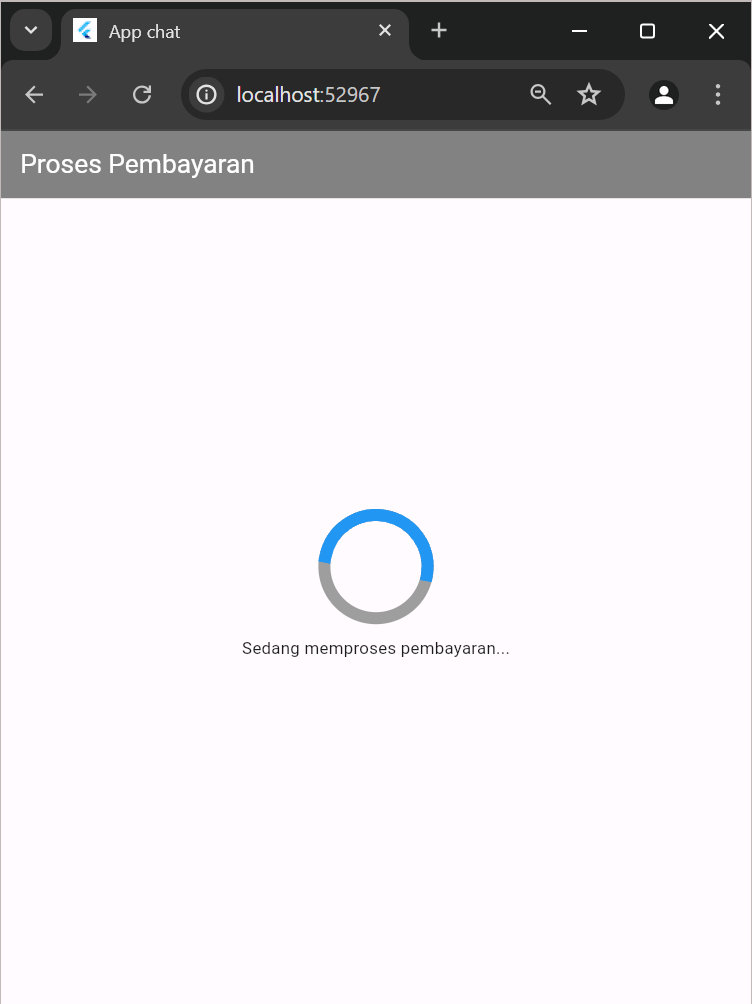 App chat
localhost:52967
Proses Pembayaran
Sedang memproses pembayaran...